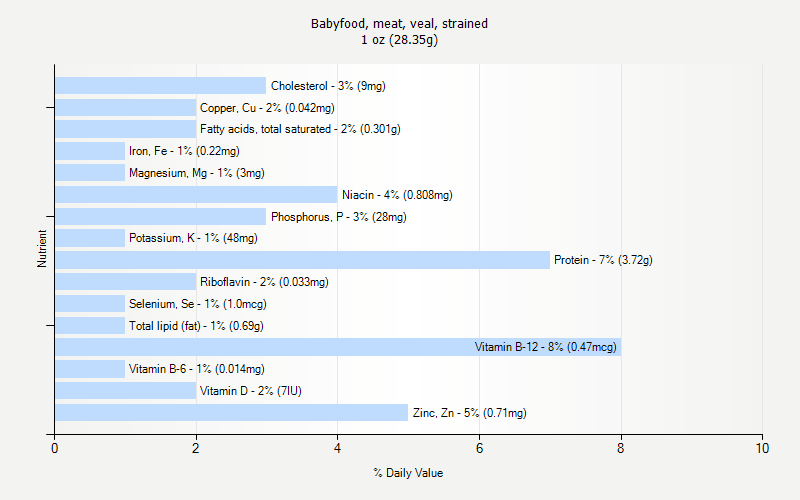 Babyfood, meat, veal, strained
1 oz (28.35g)
Cholesterol - 3% (9mg)
Copper, Cu - 2% (0.042mg)
Fatty acids, total saturated - 2% (0.301g)
Iron, Fe - 1% (0.22mg)
Magnesium, Mg - 1% (3mg)
Niacin - 4% (0.808mg)
Phosphorus, P - 3% (28mg)
Potassium, K - 1% (48mg)
Protein - 7% (3.72g)
Riboflavin - 2% (0.033mg)
Selenium, Se - 1% (1.0mcg)
Total lipid (fat) - 1% (0.69g)
Vitamin B-12 - 8% (0.47mcg)
Vitamin B-6 - 1% (0.014mg)
Vitamin D - 2% (7IU)
Zinc, Zn - 5% (0.71mg)
Nutrient
0 2 4 6 8 10
% Daily Value